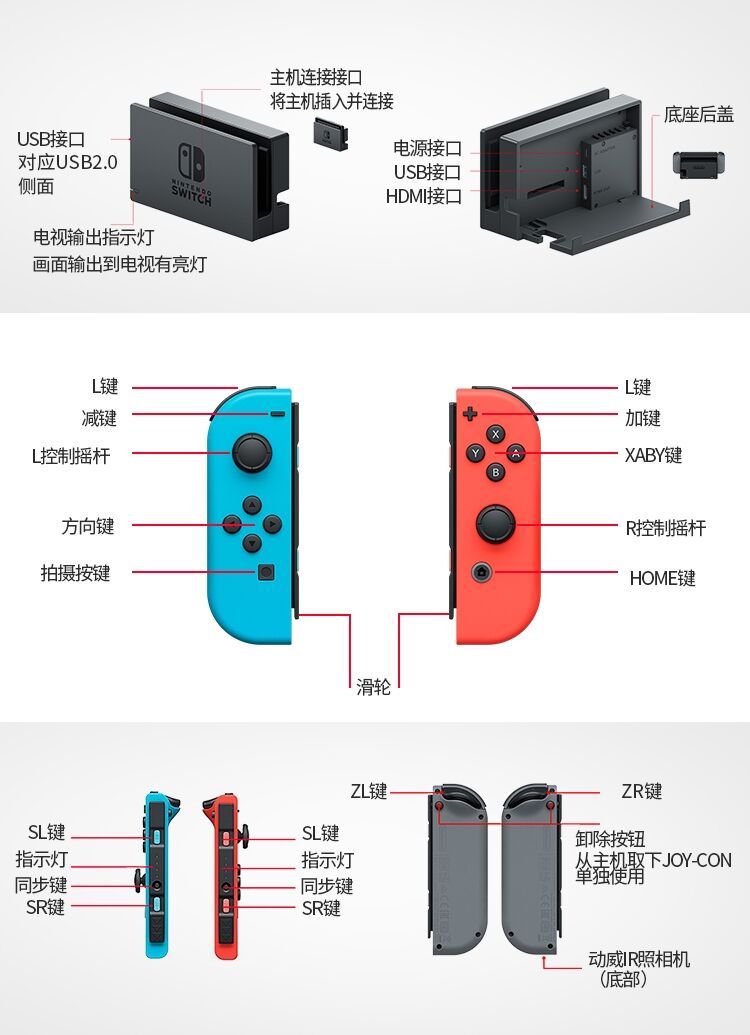 主机连接接口
将主机插入并连接
USB接口
对应USB2.0
侧面
NINTENDO
SWITCH
电视输出指示灯
画面输出到电视有亮灯
底座后盖
电源接口
USB接口
HDMI接口
L键
减键
L控制摇杆
方向键
拍摄按键
L键
加键
XABY键
R控制摇杆
HOME键
X
Y
A
B
滑轮
SL键
指示灯
同步键
SR键
SL键
指示灯
同步键
SR键
ZL键
ZR键
卸除按钮
从主机取下JOY-CON
单独使用
动威IR照相机
（底部）